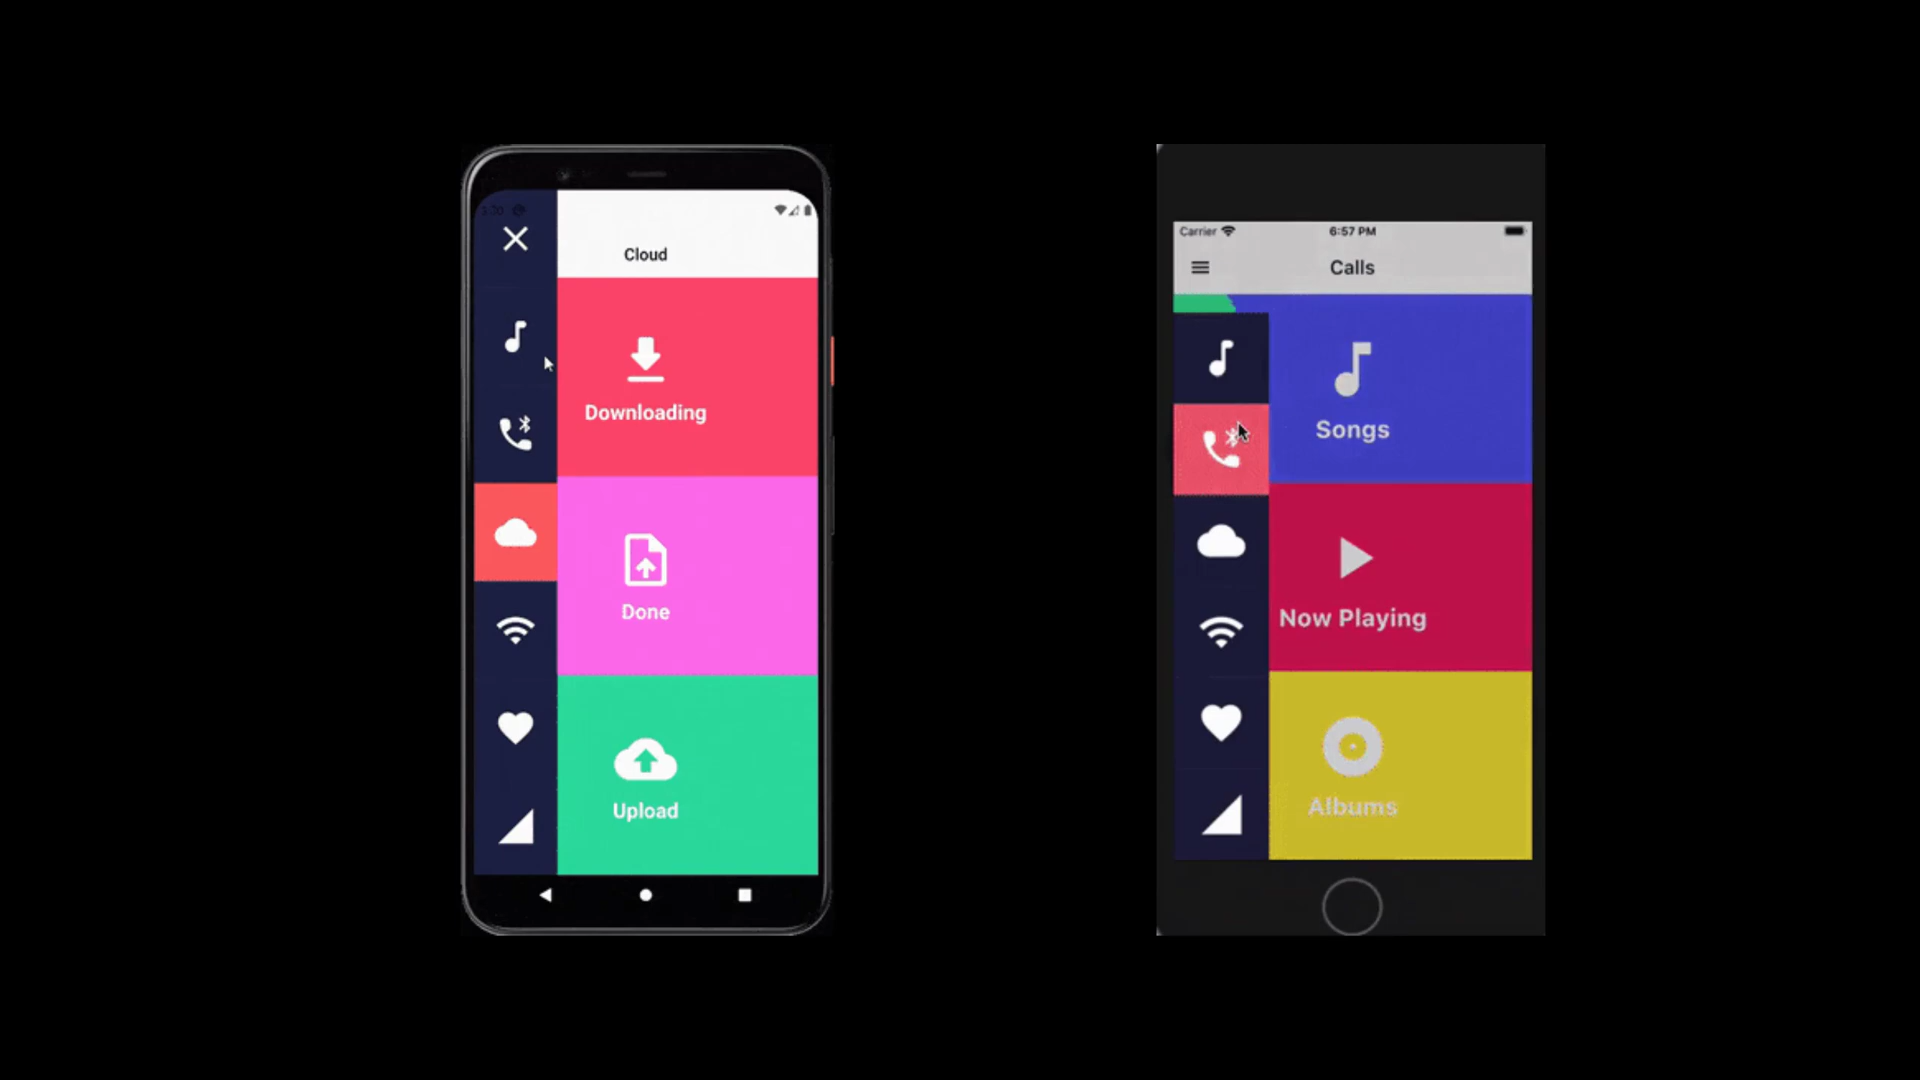 Cloud
Downloading
Done
Upload
Carrier
6:57 PM
Calls
Songs
Now Playing
Albums